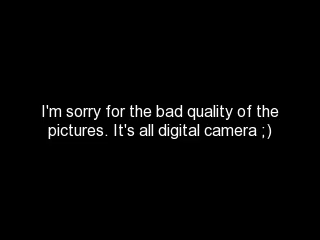 I'm sorry for the bad quality of the
pictures. It's all digital camera ;)